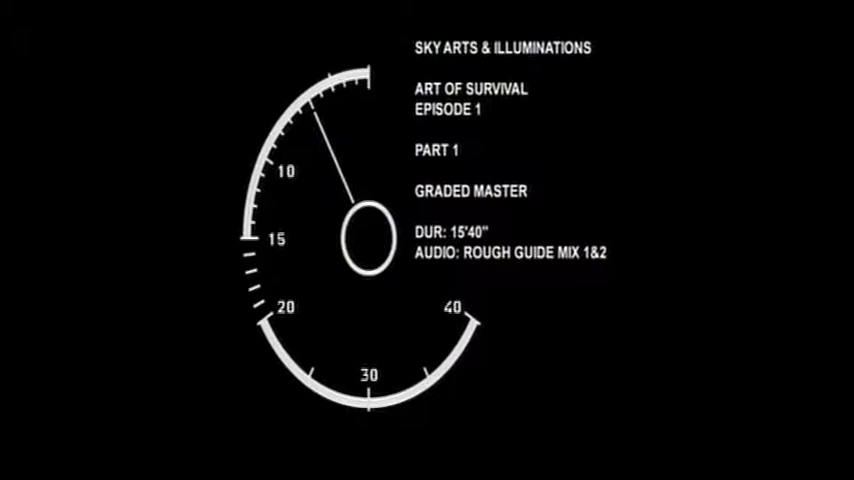 SKY ARTS & ILLUMINATIONS
ART OF SURVIVAL
EPISODE 1
PART 1
GRADED MASTER
DUR: 15'40"
AUDIO: ROUGH GUIDE MIX 1&2
10
15
20
40
30